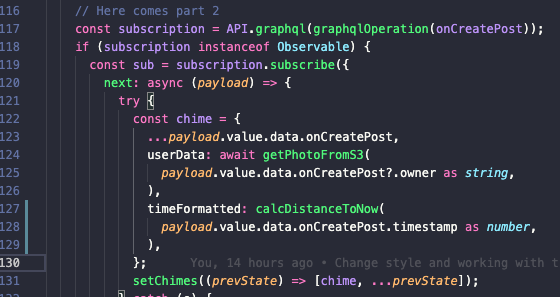 116 // Here comes part 2
117 const subscription = API.graphql(graphqlOperation(onCreatePost));
118 if (subscription instanceof Observable) {
119 const sub = subscription.subscribe({
120 next: async (payload) => {
121 try {
122 const chime = {
123 ...payload.value.data.onCreatePost,
124 userData: await getPhotoFromS3(
125 payload.value.data.onCreatePost?.owner as string,
126 ),
127 timeFormatted: calcDistanceToNow(
128 payload.value.data.onCreatePost.timestamp as number,
129 ),
130 }; You, 14 hours ago • Change style and working with t
131 setChimes((prevState) => [chime, ...prevState]);
} catch (e) {